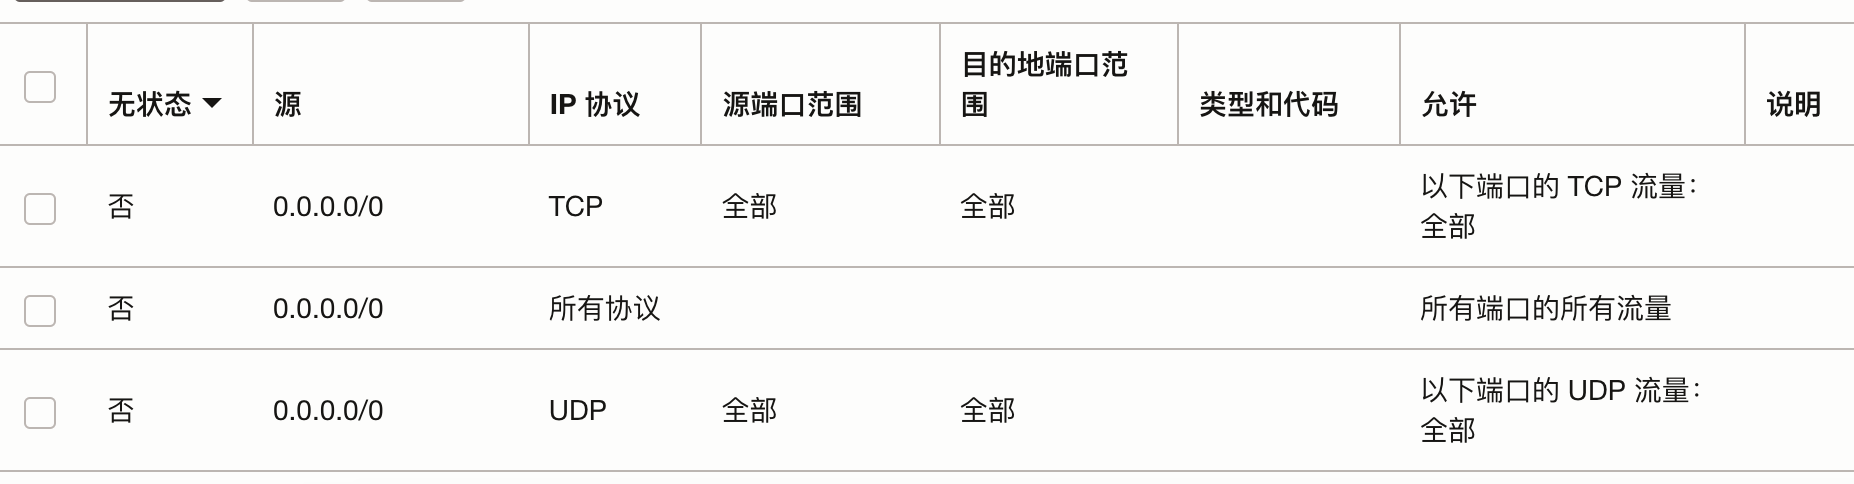 无状态
源
IP 协议
源端口范围
目的地端口范
围
类型和代码
允许
说明
否
0.0.0.0/0
TCP
全部
全部
以下端口的 TCP 流量：
全部
否
0.0.0.0/0
所有协议
所有端口的所有流量
否
0.0.0.0/0
UDP
全部
全部
以下端口的 UDP 流量：
全部